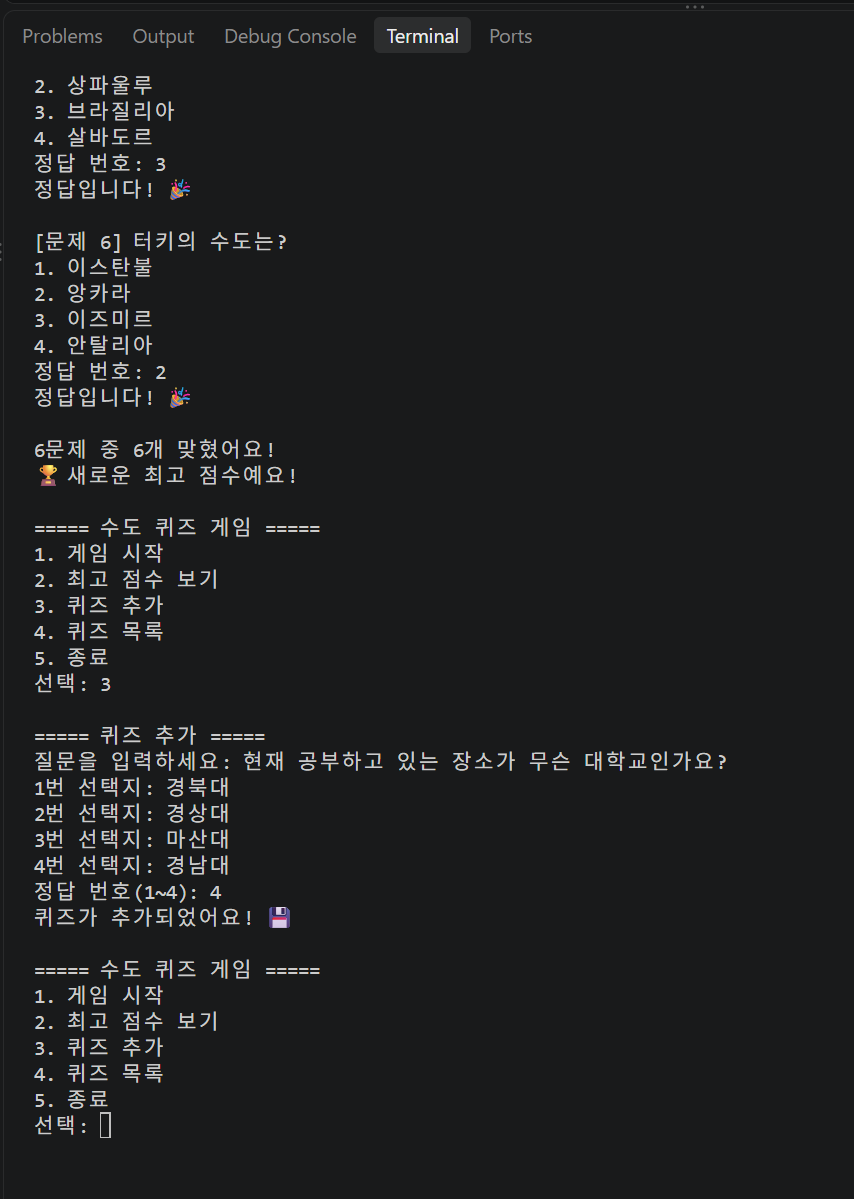 Problems Output Debug Console Terminal Ports
2. 상파울루
3. 브라질리아
4. 살바도르
정답 번호: 3
정답입니다! 🎉
[문제 6] 터키의 수도는?
1. 이스탄불
2. 앙카라
3. 이즈미르
4. 안탈리아
정답 번호: 2
정답입니다! 🎉
6문제 중 6개 맞혔어요!
🏆 새로운 최고 점수예요!
===== 수도 퀴즈 게임 =====
1. 게임 시작
2. 최고 점수 보기
3. 퀴즈 추가
4. 퀴즈 목록
5. 종료
선택: 3
===== 퀴즈 추가 =====
질문을 입력하세요: 현재 공부하고 있는 장소가 무슨 대학교인가요?
1번 선택지: 경북대
2번 선택지: 경상대
3번 선택지: 마산대
4번 선택지: 경남대
정답 번호(1~4): 4
퀴즈가 추가되었어요! 💾
===== 수도 퀴즈 게임 =====
1. 게임 시작
2. 최고 점수 보기
3. 퀴즈 추가
4. 퀴즈 목록
5. 종료
선택: